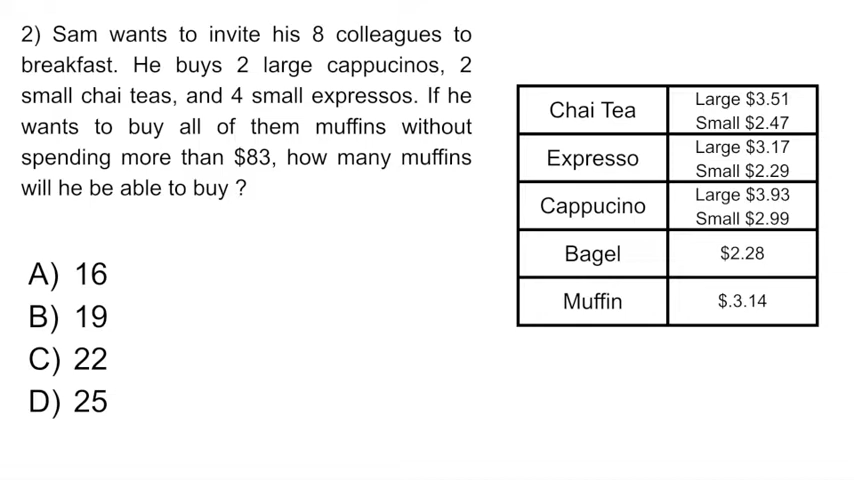 2) Sam wants to invite his 8 colleagues to
breakfast. He buys 2 large cappucinos, 2
small chai teas, and 4 small expressos. If he
wants to buy all of them muffins without
spending more than $83, how many muffins
will he be able to buy ?
A) 16
B) 19
C) 22
D) 25
Chai Tea
Large $3.51
Small $2.47
Expresso
Large $3.17
Small $2.29
Cappucino
Large $3.93
Small $2.99
Bagel
$2.28
Muffin
$.3.14